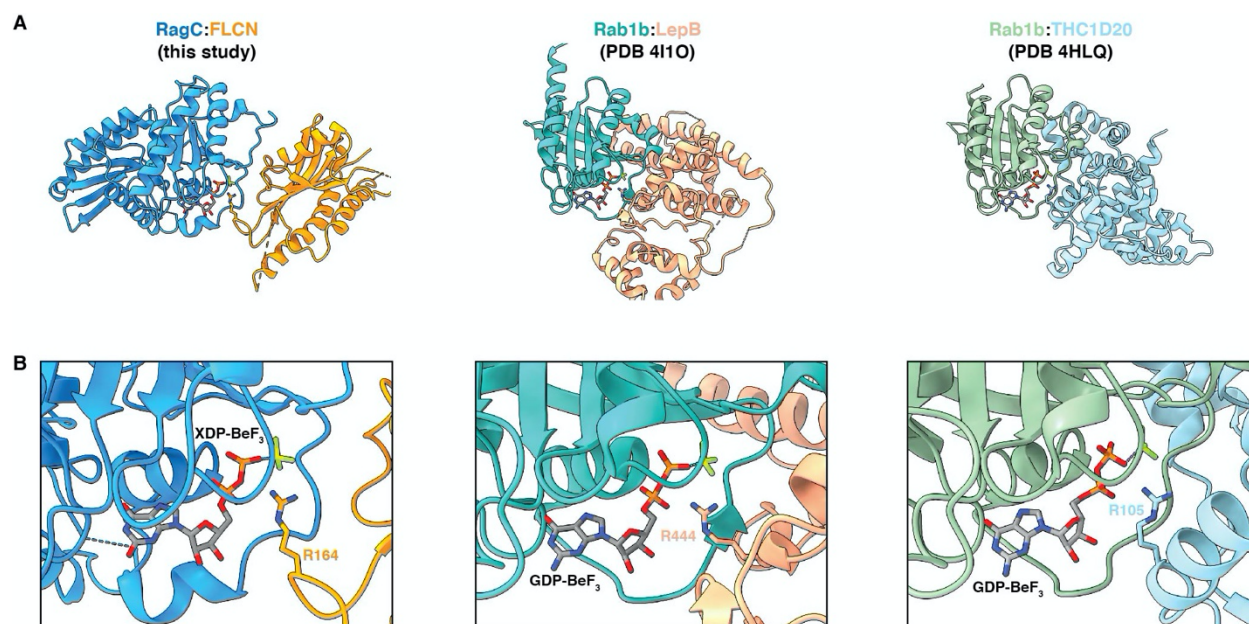 A
RagC:FLCN
(this study)
Rab1b:LepB
(PDB 4I1O)
Rab1b:THC1D20
(PDB 4HLQ)
B
XDP-BeF3
R164
R444
GDP-BeF3
R105
GDP-BeF3